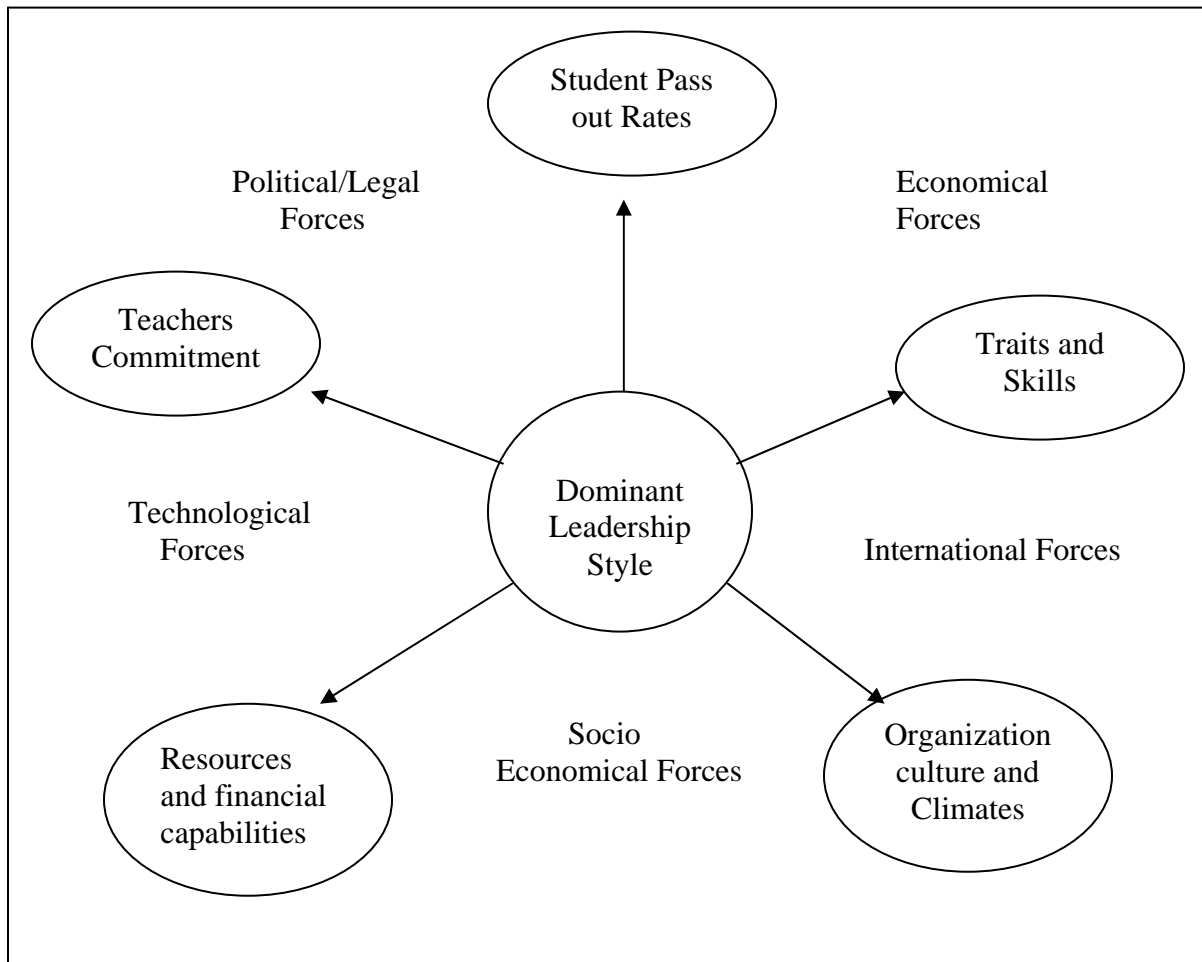 Student Pass
out Rates
Political/Legal
Forces
Economical
Forces
Teachers
Commitment
Traits and
Skills
Dominant
Leadership
Style
Technological
Forces
International Forces
Resources
and financial
capabilities
Socio
Economical Forces
Organization
culture and
Climates